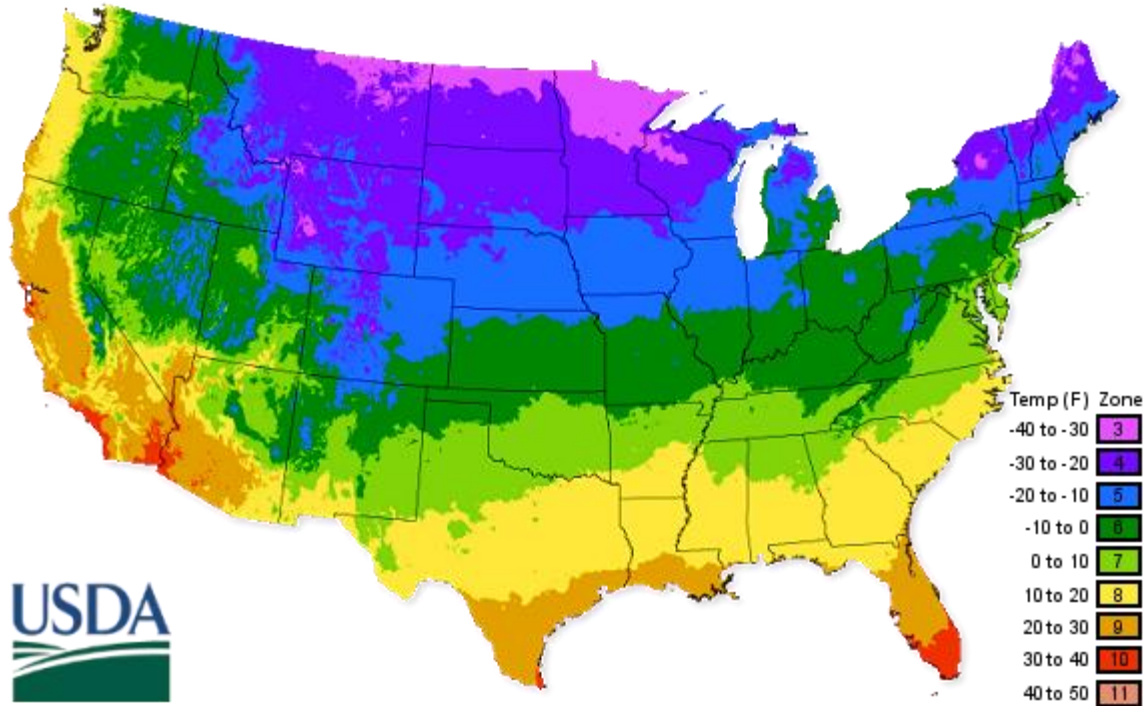 Temp (F) Zone
-40 to -30 3
-30 to -20 4
-20 to -10 5
-10 to 0 6
0 to 10 7
10 to 20 8
20 to 30 9
30 to 40 10
40 to 50 11
USDA